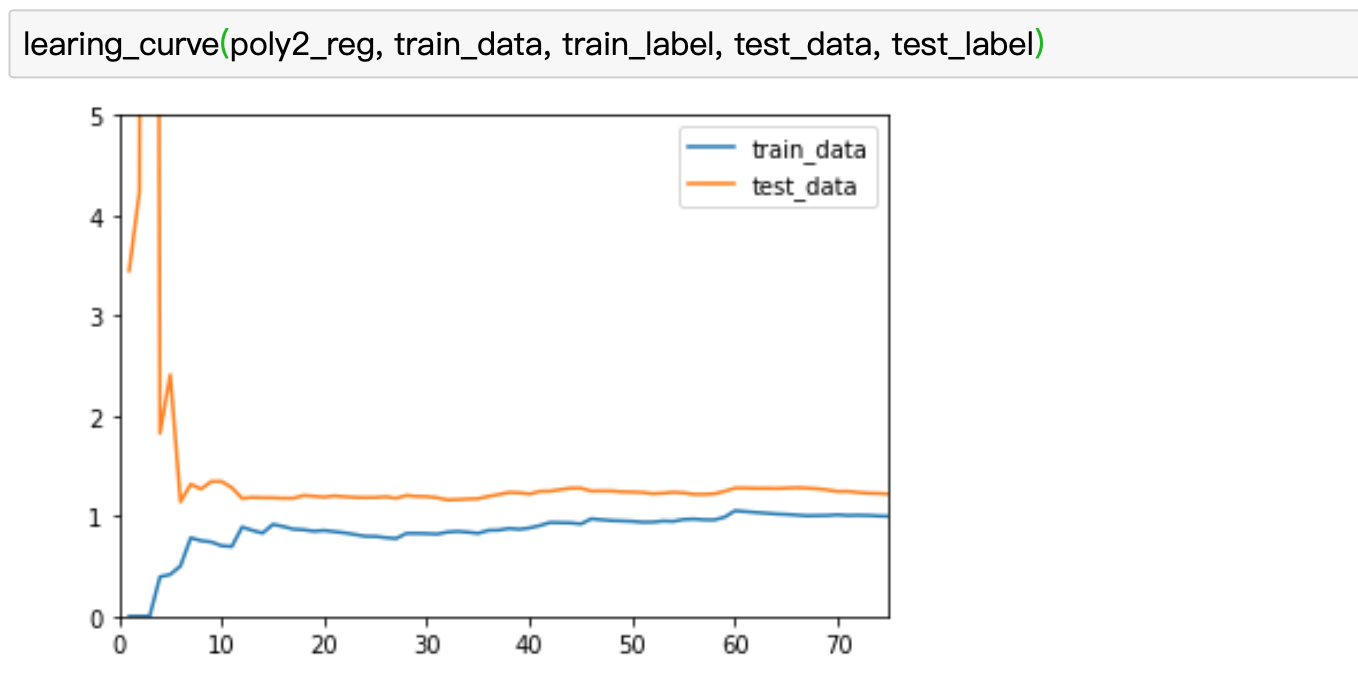 learing_curve(poly2_reg, train_data, train_label, test_data, test_label)
5
train_data
test_data
4
3
2
1
0
0 10 20 30 40 50 60 70